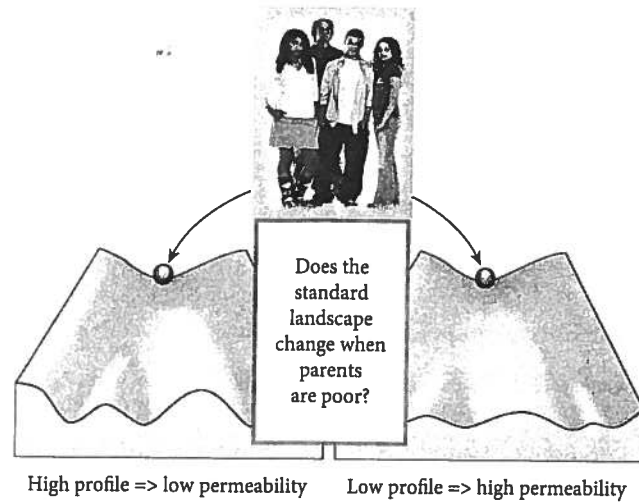 Does the
standard
landscape
change when
parents
are poor?
High profile => low permeability
Low profile => high permeability